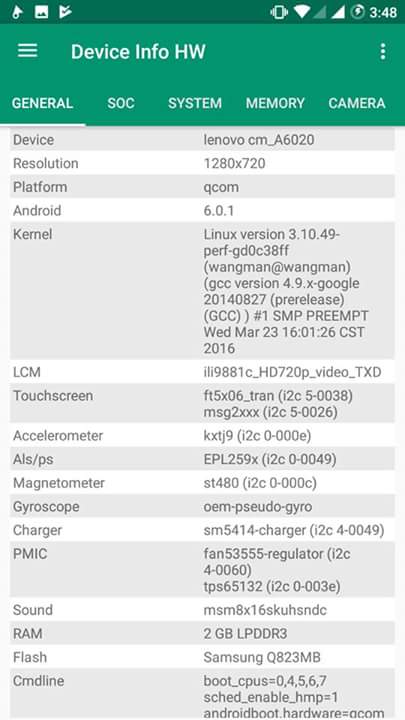 3:48
Device Info HW
GENERAL SOC SYSTEM MEMORY CAMERA
Device lenovo cm_A6020
Resolution 1280x720
Platform qcom
Android 6.0.1
Kernel Linux version 3.10.49-
perf-gd0c38ff
(wangman@wangman)
(gcc version 4.9.x-google
20140827 (prerelease)
(GCC) ) #1 SMP PREEMPT
Wed Mar 23 16:01:26 CST
2016
LCM ili9881c_HD720p_video_TXD
Touchscreen ft5x06_tran (i2c 5-0038)
msg2xxx (i2c 5-0026)
Accelerometer kxtj9 (i2c 0-000e)
Als/ps EPL259x (i2c 0-0049)
Magnetometer st480 (i2c 0-000c)
Gyroscope oem-pseudo-gyro
Charger sm5414-charger (i2c 4-0049)
PMIC fan53555-regulator (i2c
4-0060)
tps65132 (i2c 0-003e)
Sound msm8x16skuhsndc
RAM 2 GB LPDDR3
Flash Samsung Q823MB
Cmdline boot_cpus=0,4,5,6,7
sched_enable_hmp=1
androidboot.hardware=qcom